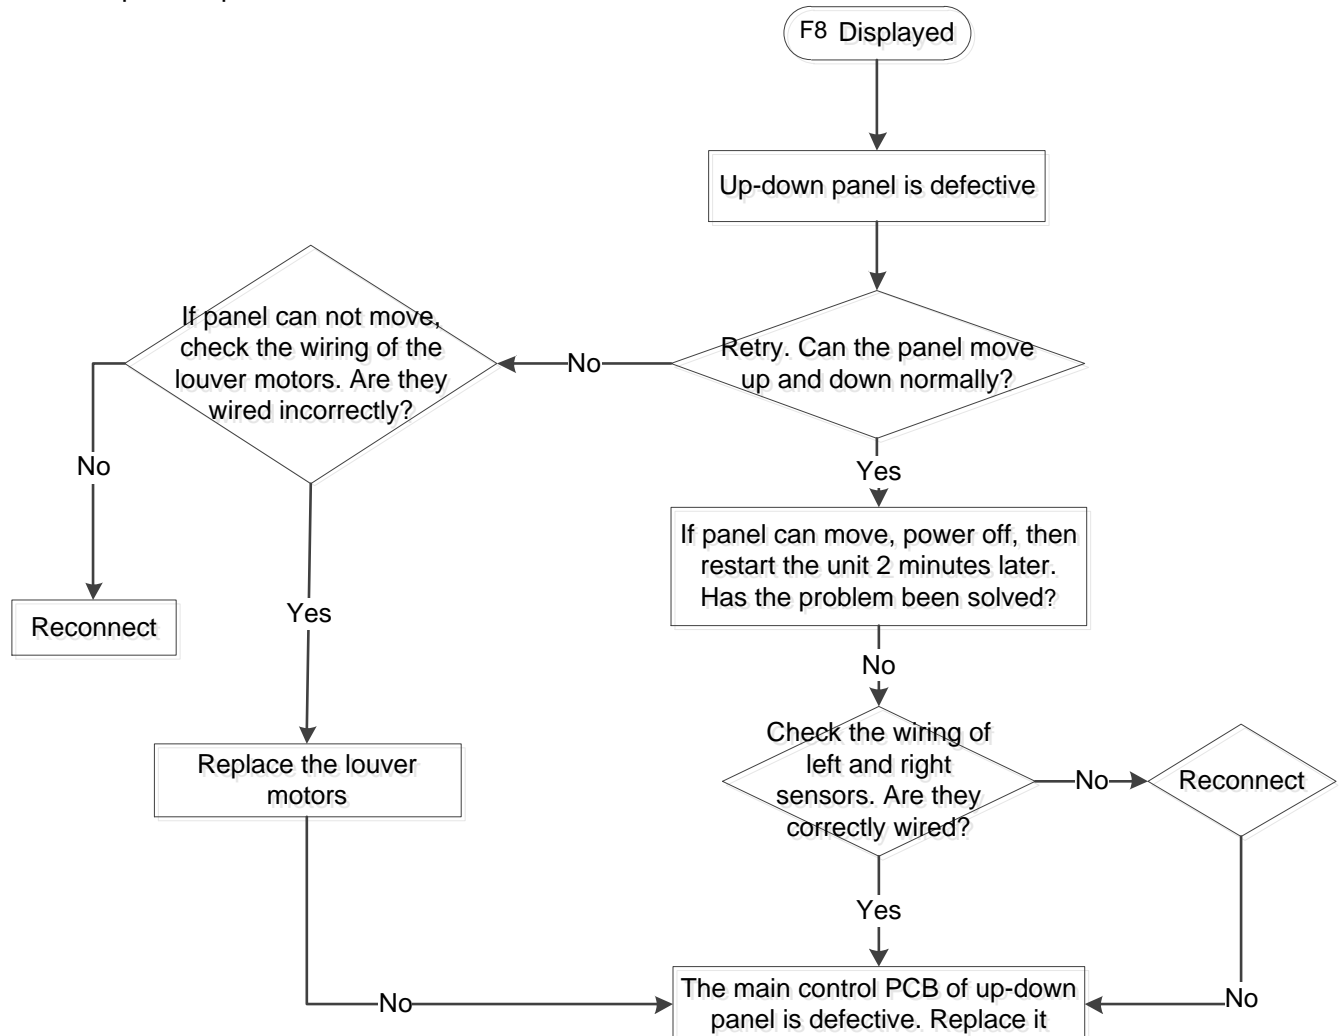 F8 Displayed
Up-down panel is defective
If panel can not move,
check the wiring of the
louver motors. Are they
wired incorrectly?
No
Retry. Can the panel move
up and down normally?
No
Yes
If panel can move, power off, then
restart the unit 2 minutes later.
Has the problem been solved?
Reconnect
Yes
No
Replace the louver
motors
Check the wiring of
left and right
sensors. Are they
correctly wired?
No
Reconnect
Yes
No
The main control PCB of up-down
panel is defective. Replace it
No